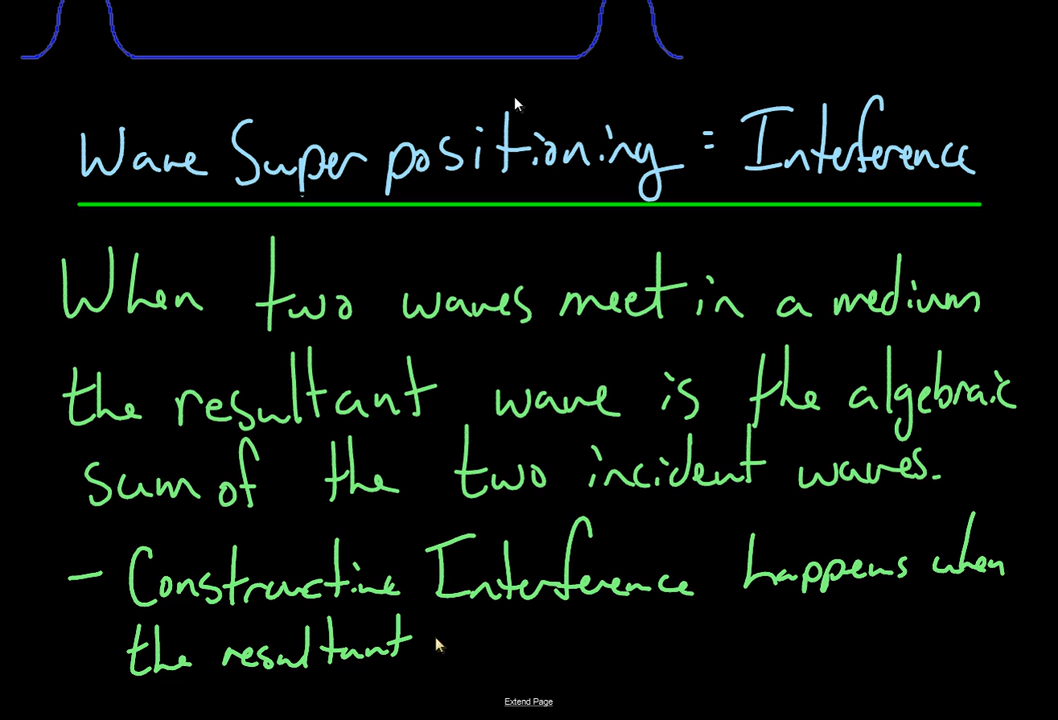 Wave Superpositioning = Interference
When two waves meet in a medium
the resultant wave is the algebraic
sum of the two incident waves.
- Constructive Interference happens when
the resultant
Extend Page